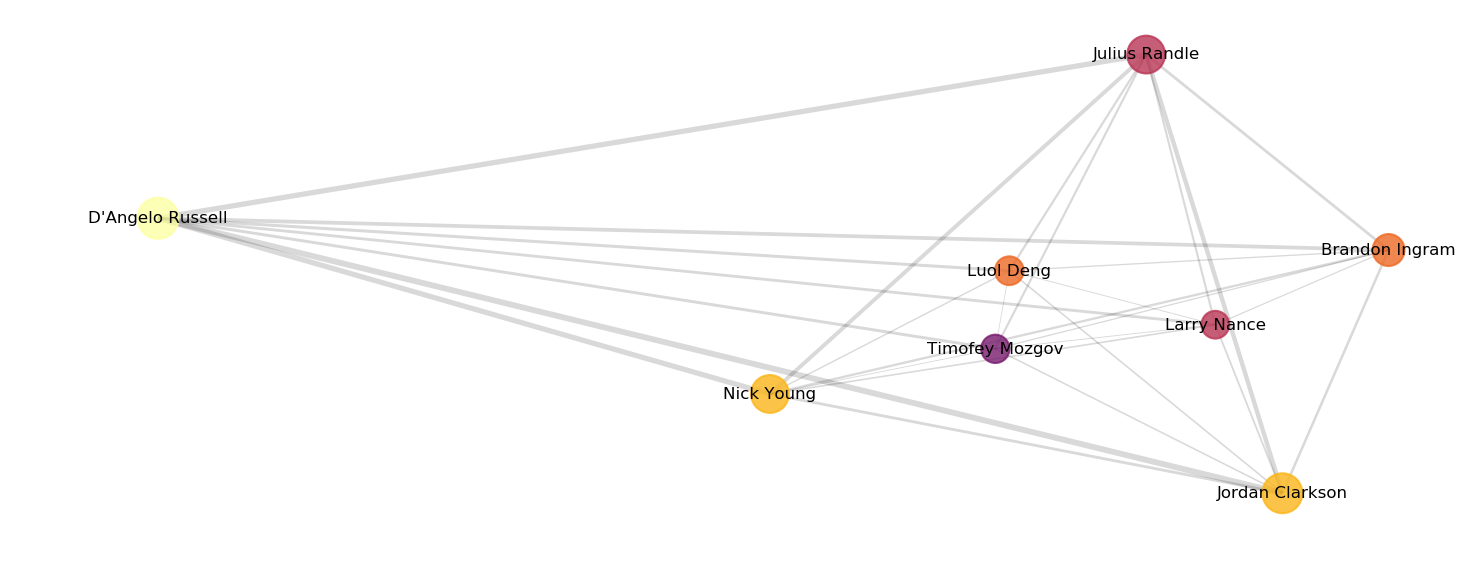 Julius Randle
D'Angelo Russell
Brandon Ingram
Luol Deng
Larry Nance
Timofey Mozgov
Nick Young
Jordan Clarkson